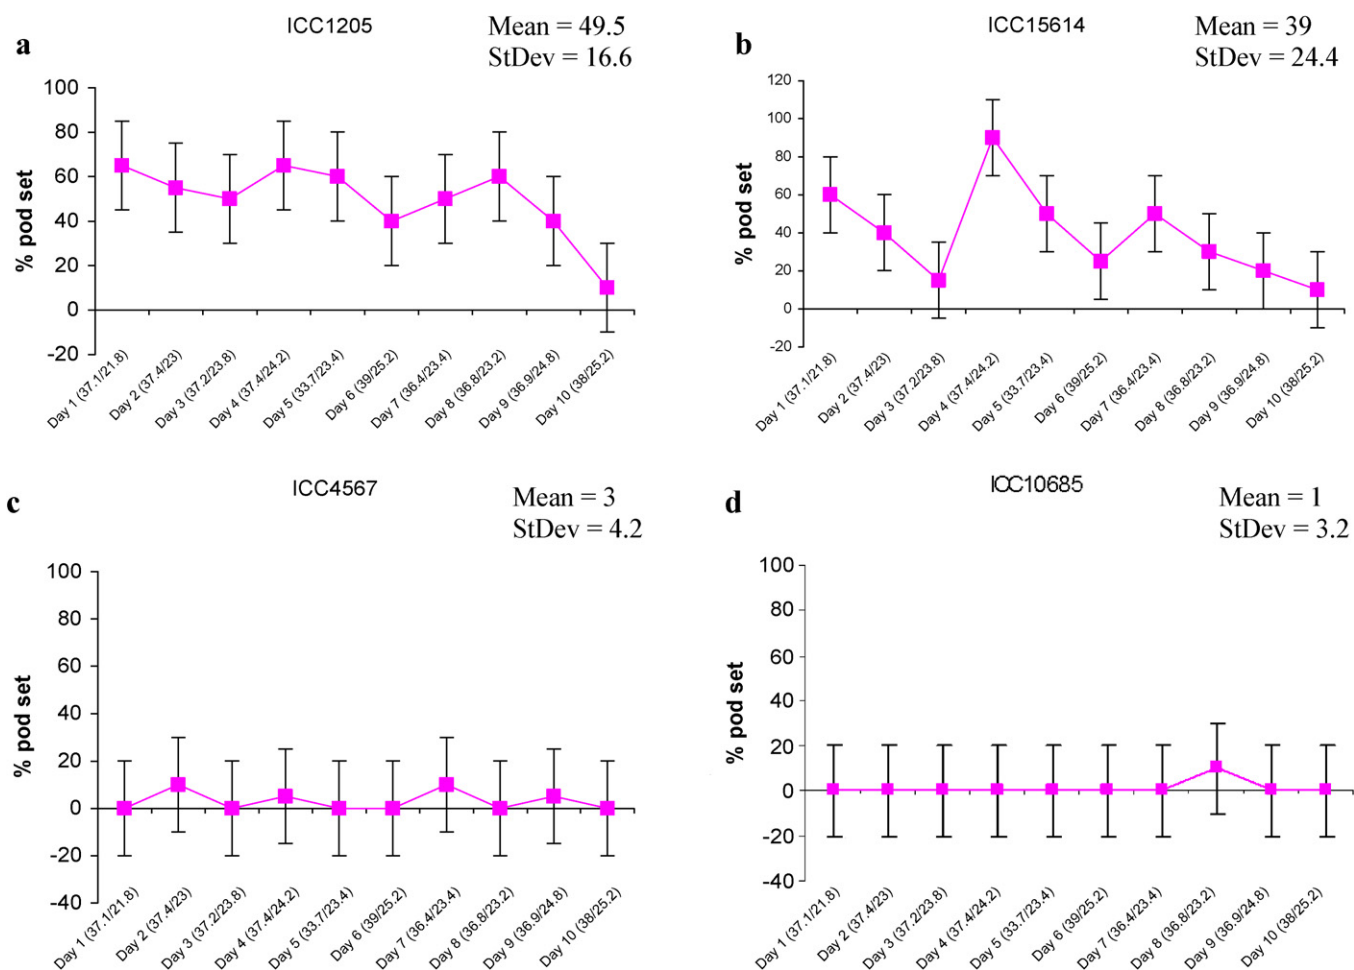 a
ICC1205
Mean = 49.5
StDev = 16.6
% pod set
100
80
60
40
20
0
-20
Day 1 (37.1/21.8)
Day 2 (37.4/23)
Day 3 (37.2/23.8)
Day 4 (37.4/24.2)
Day 5 (33.7/23.4)
Day 6 (39/25.2)
Day 7 (36.4/23.4)
Day 8 (36.8/23.2)
Day 9 (36.9/24.8)
Day 10 (38/25.2)
b
ICC15614
Mean = 39
StDev = 24.4
% pod set
120
100
80
60
40
20
0
-20
Day 1 (37.1/21.8)
Day 2 (37.4/23)
Day 3 (37.2/23.8)
Day 4 (37.4/24.2)
Day 5 (33.7/23.4)
Day 6 (39/25.2)
Day 7 (36.4/23.4)
Day 8 (36.8/23.2)
Day 9 (36.9/24.8)
Day 10 (38/25.2)
c
ICC4567
Mean = 3
StDev = 4.2
% pod set
100
80
60
40
20
0
-20
-40
Day 1 (37.1/21.8)
Day 2 (37.4/23)
Day 3 (37.2/23.8)
Day 4 (37.4/24.2)
Day 5 (33.7/23.4)
Day 6 (39/25.2)
Day 7 (36.4/23.4)
Day 8 (36.8/23.2)
Day 9 (36.9/24.8)
Day 10 (38/25.2)
d
ICC10685
Mean = 1
StDev = 3.2
% pod set
100
80
60
40
20
0
-20
-40
Day 1 (37.1/21.8)
Day 2 (37.4/23)
Day 3 (37.2/23.8)
Day 4 (37.4/24.2)
Day 5 (33.7/23.4)
Day 6 (39/25.2)
Day 7 (36.4/23.4)
Day 8 (36.8/23.2)
Day 9 (36.9/24.8)
Day 10 (38/25.2)